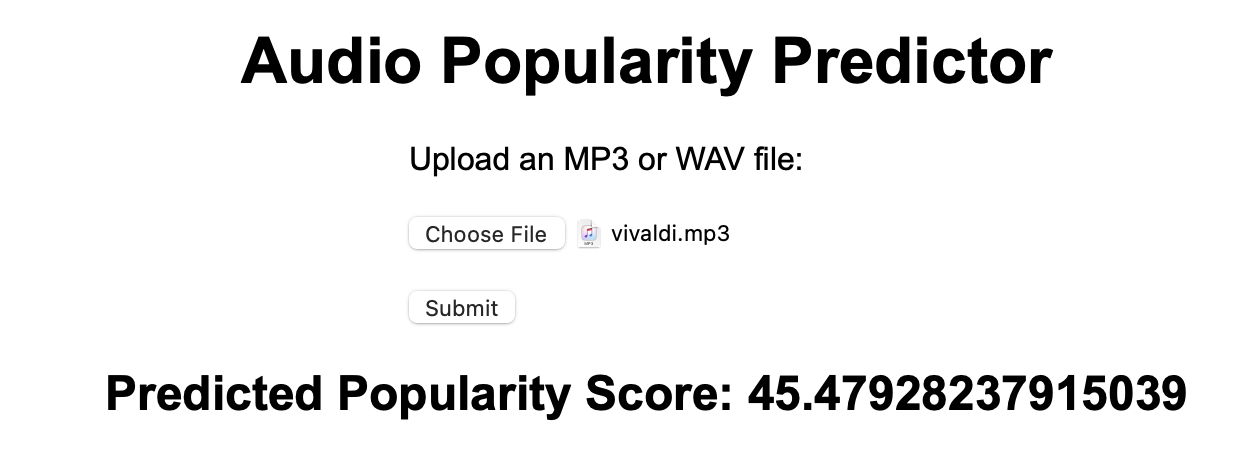 Audio Popularity Predictor
Upload an MP3 or WAV file:
Choose File vivaldi.mp3
Submit
Predicted Popularity Score: 45.47928237915039